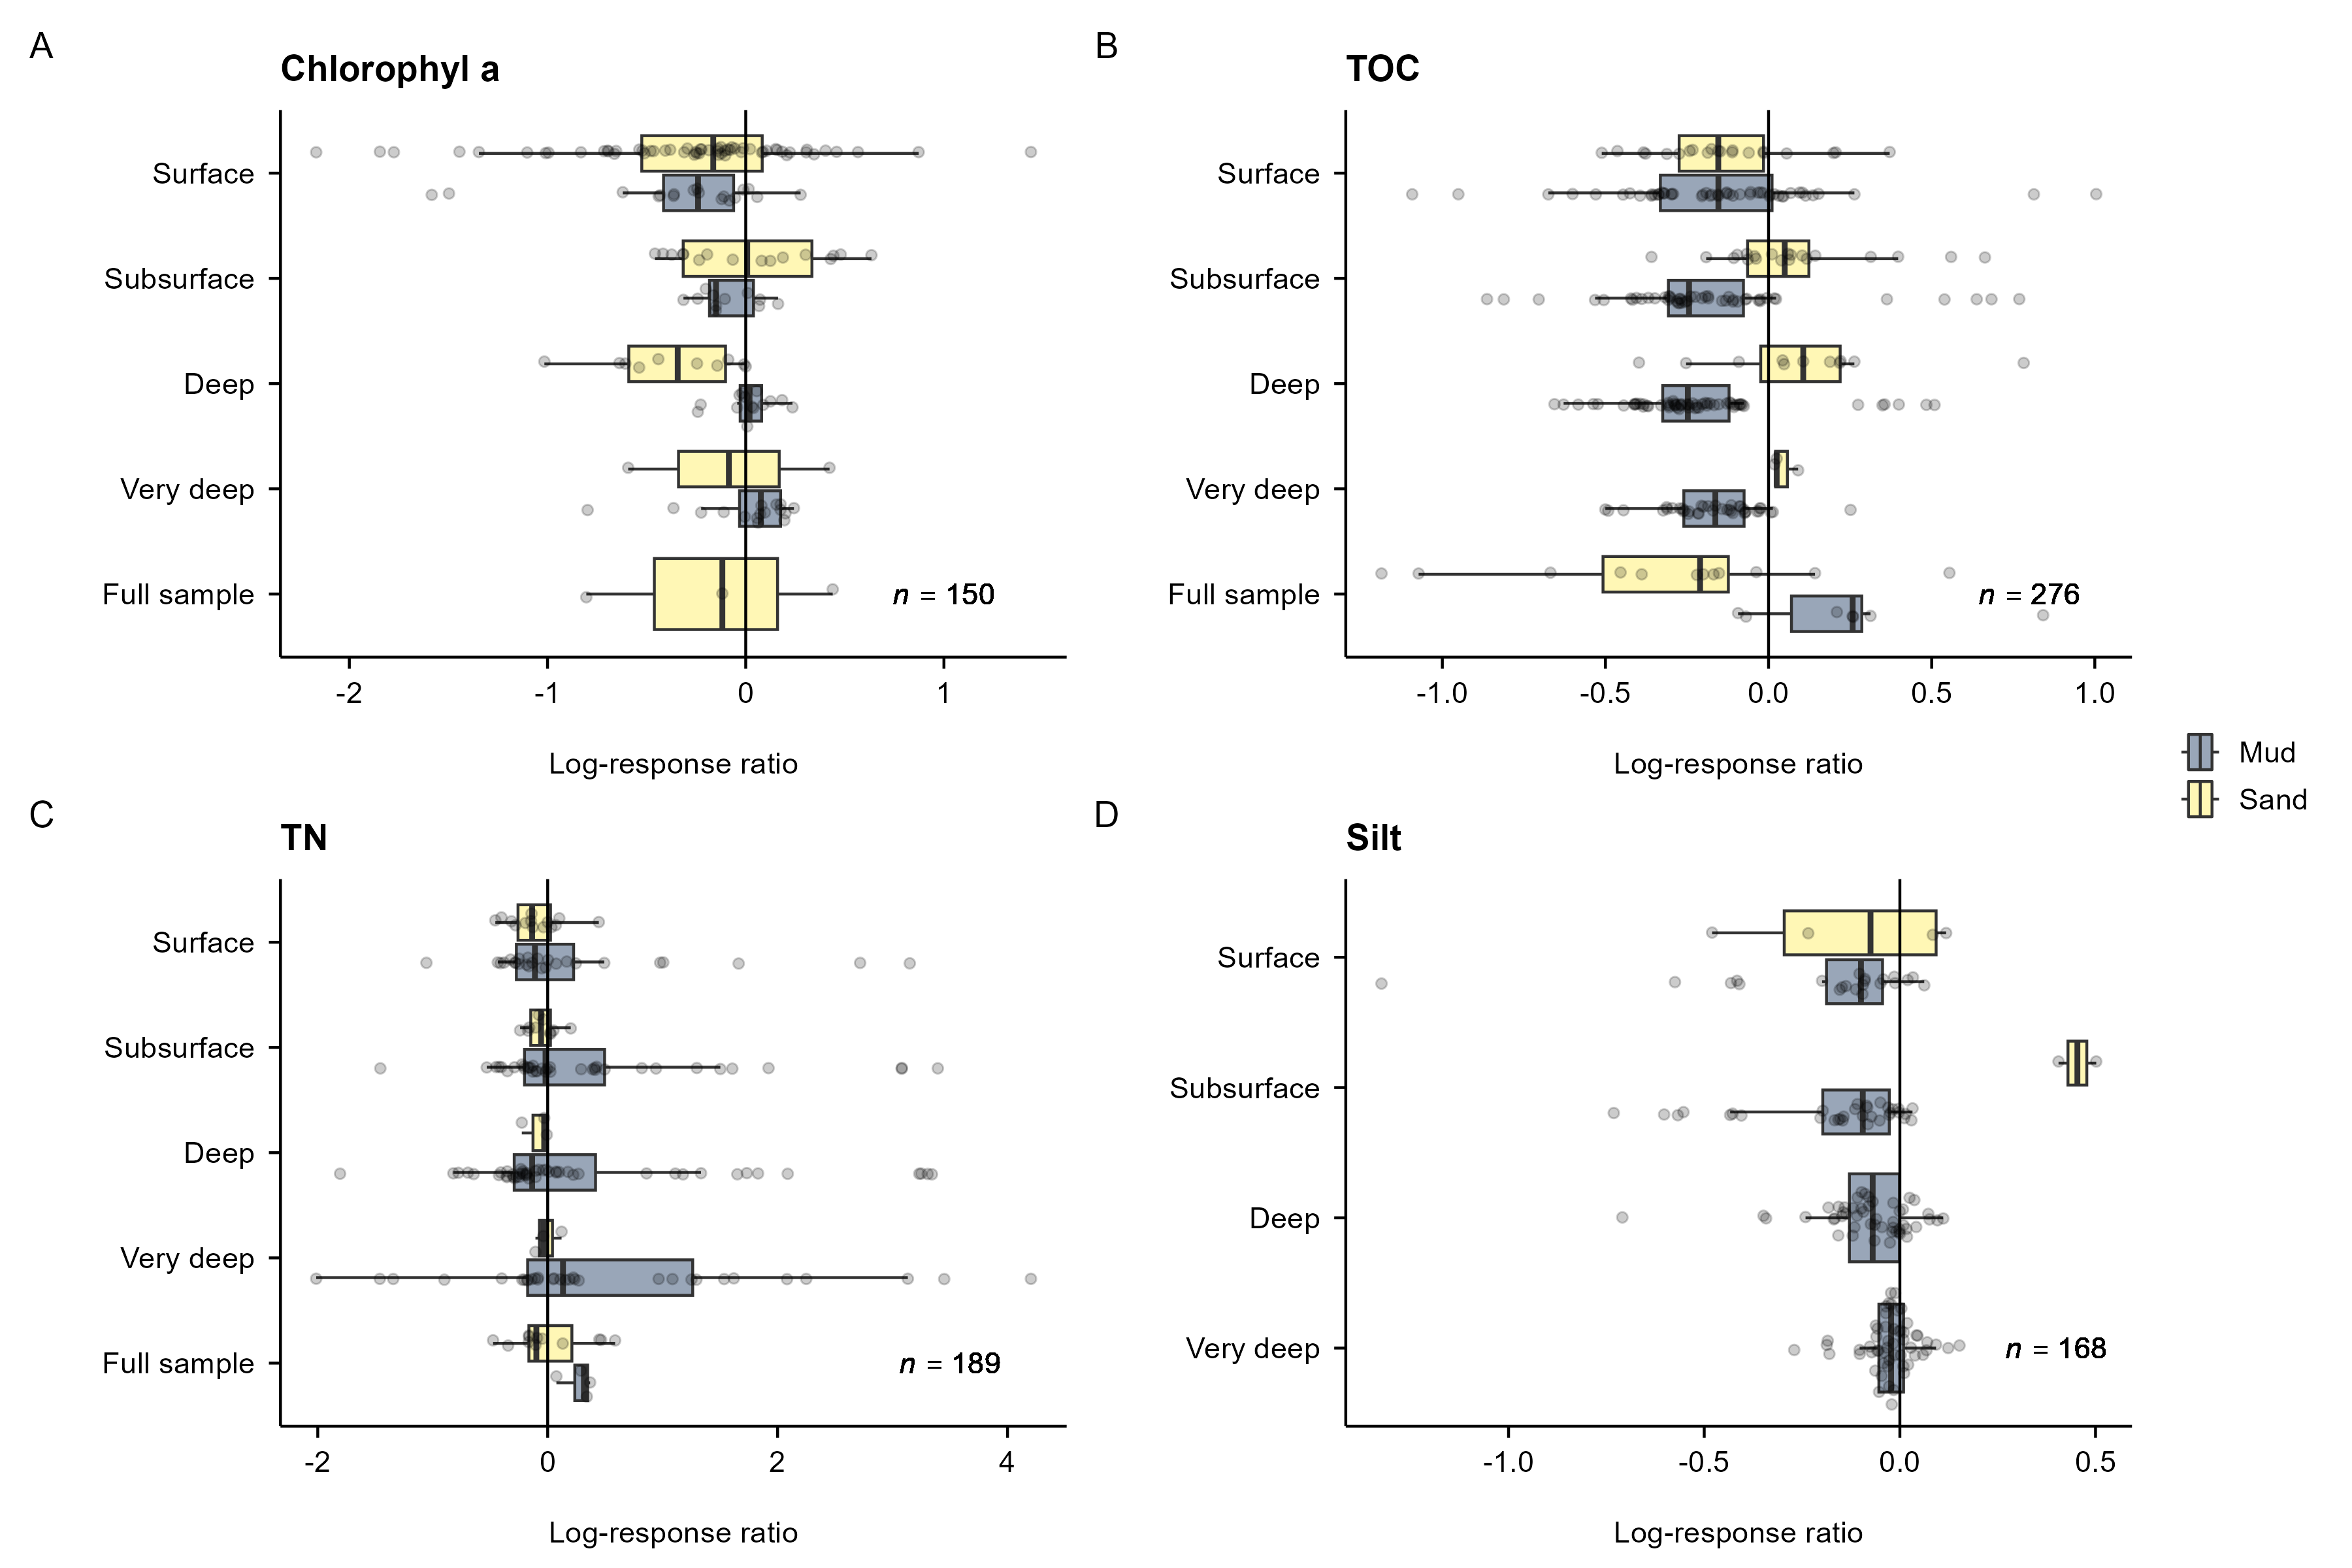 A
Chlorophyl a
Surface
Subsurface
Deep
Very deep
Full sample
n = 150
-2 -1 0 1
Log-response ratio
B
TOC
Surface
Subsurface
Deep
Very deep
Full sample
n = 276
-1.0 -0.5 0.0 0.5 1.0
Log-response ratio
Mud
Sand
C
TN
Surface
Subsurface
Deep
Very deep
Full sample
n = 189
-2 0 2 4
Log-response ratio
D
Silt
Surface
Subsurface
Deep
Very deep
n = 168
-1.0 -0.5 0.0 0.5
Log-response ratio